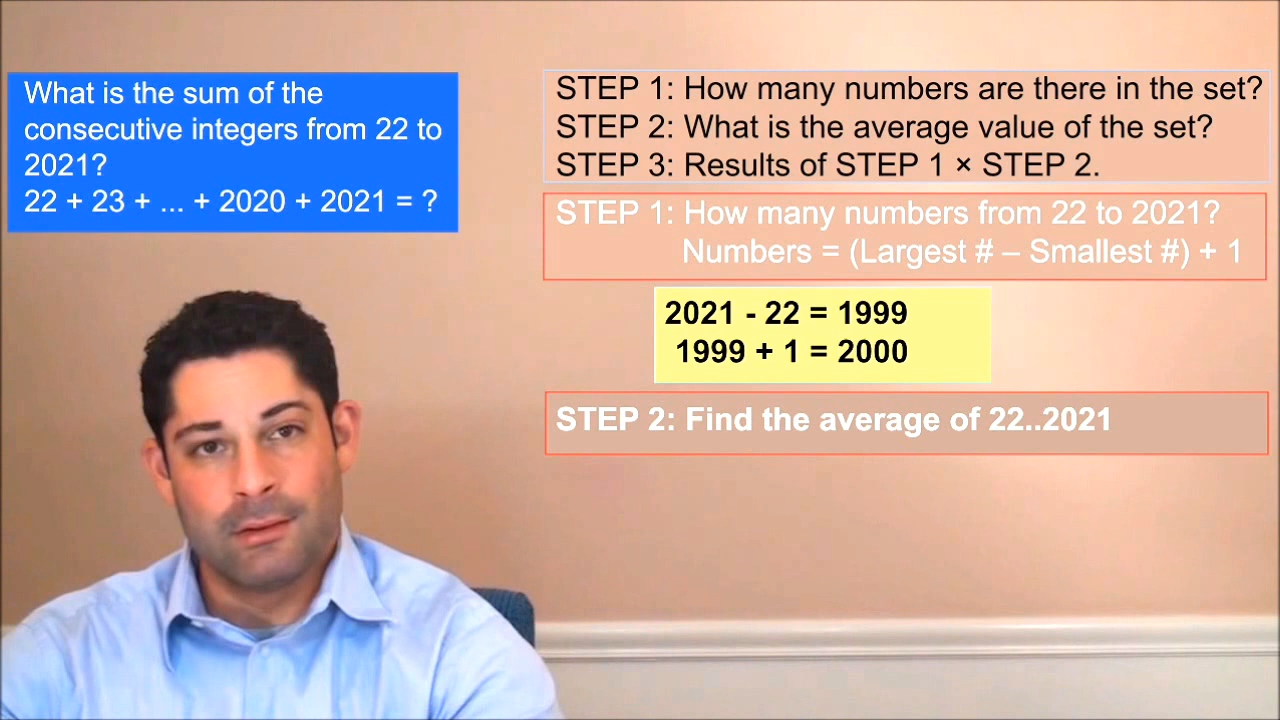 What is the sum of the
consecutive integers from 22 to
2021?
22 + 23 + ... + 2020 + 2021 = ?
STEP 1: How many numbers are there in the set?
STEP 2: What is the average value of the set?
STEP 3: Results of STEP 1 × STEP 2.
STEP 1: How many numbers from 22 to 2021?
Numbers = (Largest # – Smallest #) + 1
2021 - 22 = 1999
1999 + 1 = 2000
STEP 2: Find the average of 22..2021